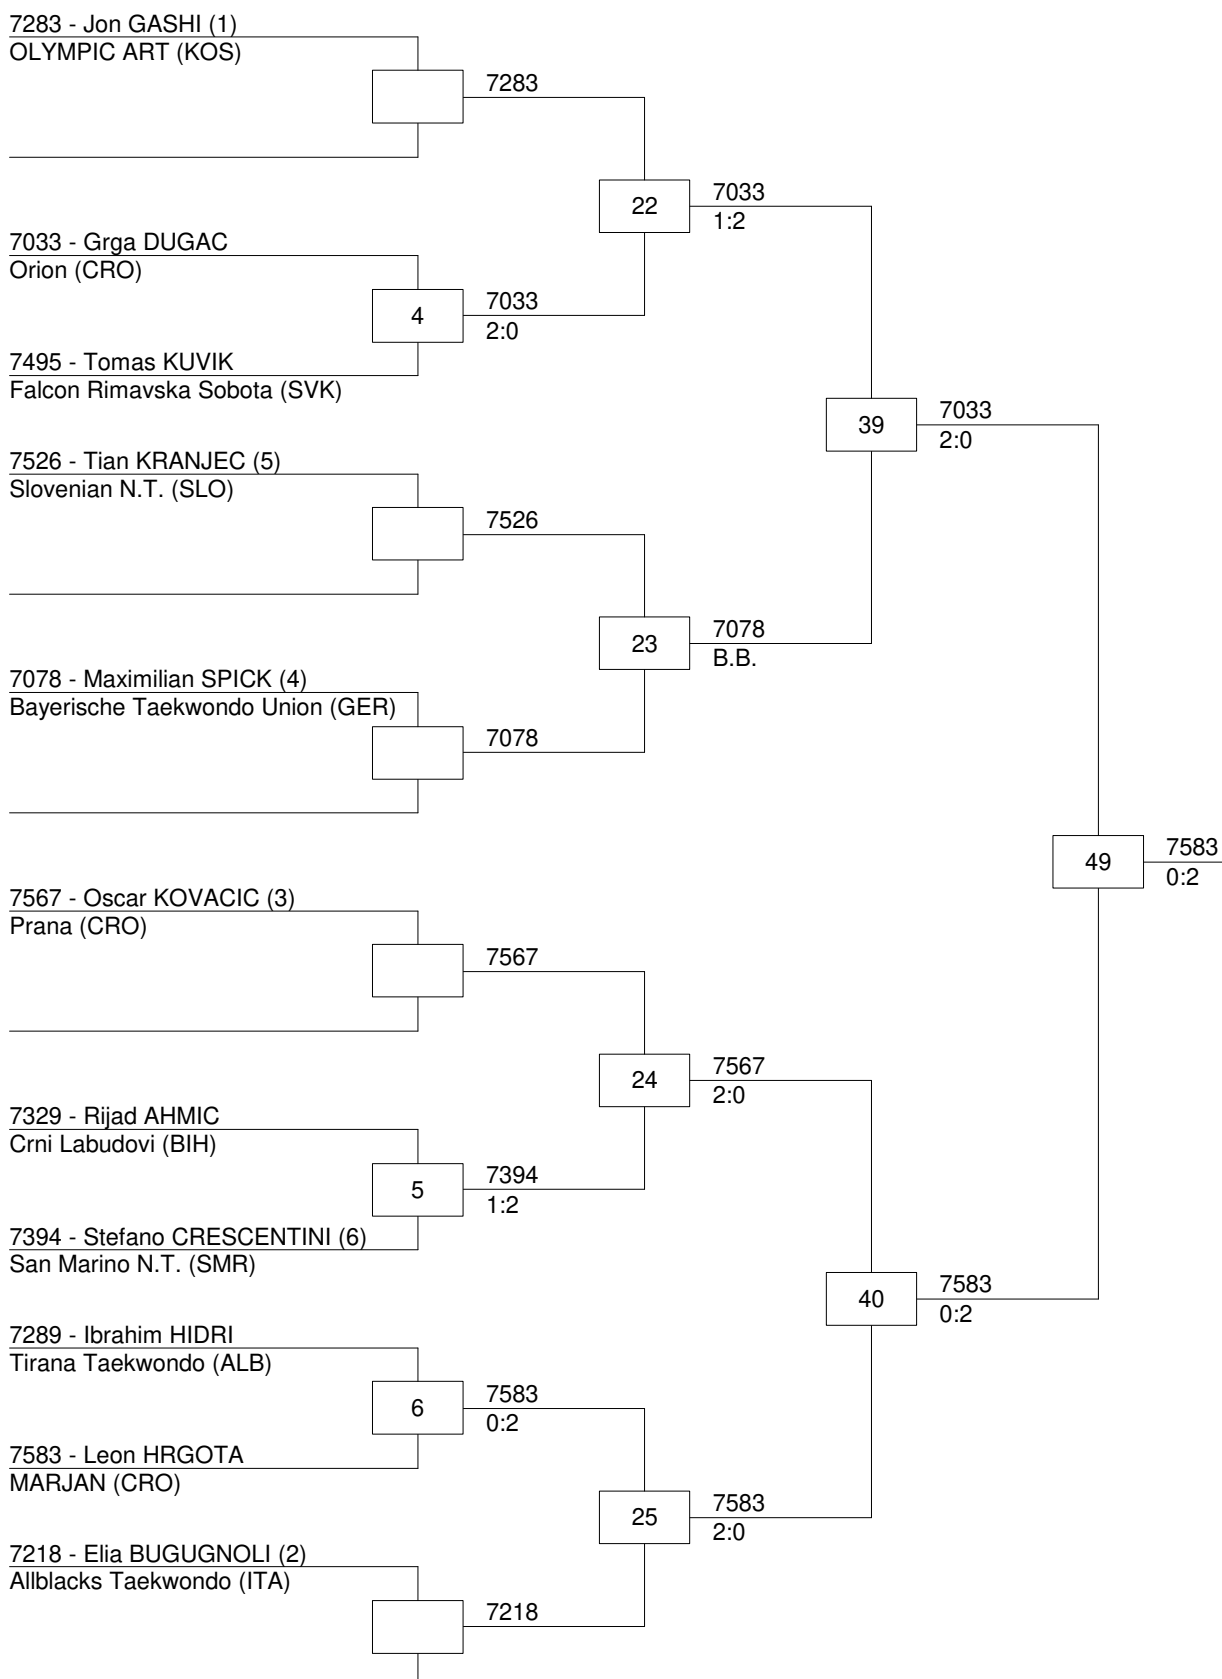 7283 - Jon GASHI (1)
OLYMPIC ART (KOS)
7283
22
7033
1:2
7033 - Grga DUGAC
Orion (CRO)
4
7033
2:0
7495 - Tomas KUVIK
Falcon Rimavska Sobota (SVK)
39
7033
2:0
7526 - Tian KRANJEC (5)
Slovenian N.T. (SLO)
7526
23
7078
B.B.
7078 - Maximilian SPICK (4)
Bayerische Taekwondo Union (GER)
7078
49
7583
0:2
7567 - Oscar KOVACIC (3)
Prana (CRO)
7567
24
7567
2:0
7329 - Rijad AHMIC
Crni Labudovi (BIH)
5
7394
1:2
7394 - Stefano CRESCENTINI (6)
San Marino N.T. (SMR)
40
7583
0:2
7289 - Ibrahim HIDRI
Tirana Taekwondo (ALB)
6
7583
0:2
7583 - Leon HRGOTA
MARJAN (CRO)
25
7583
2:0
7218 - Elia BUGUGNOLI (2)
Allblacks Taekwondo (ITA)
7218